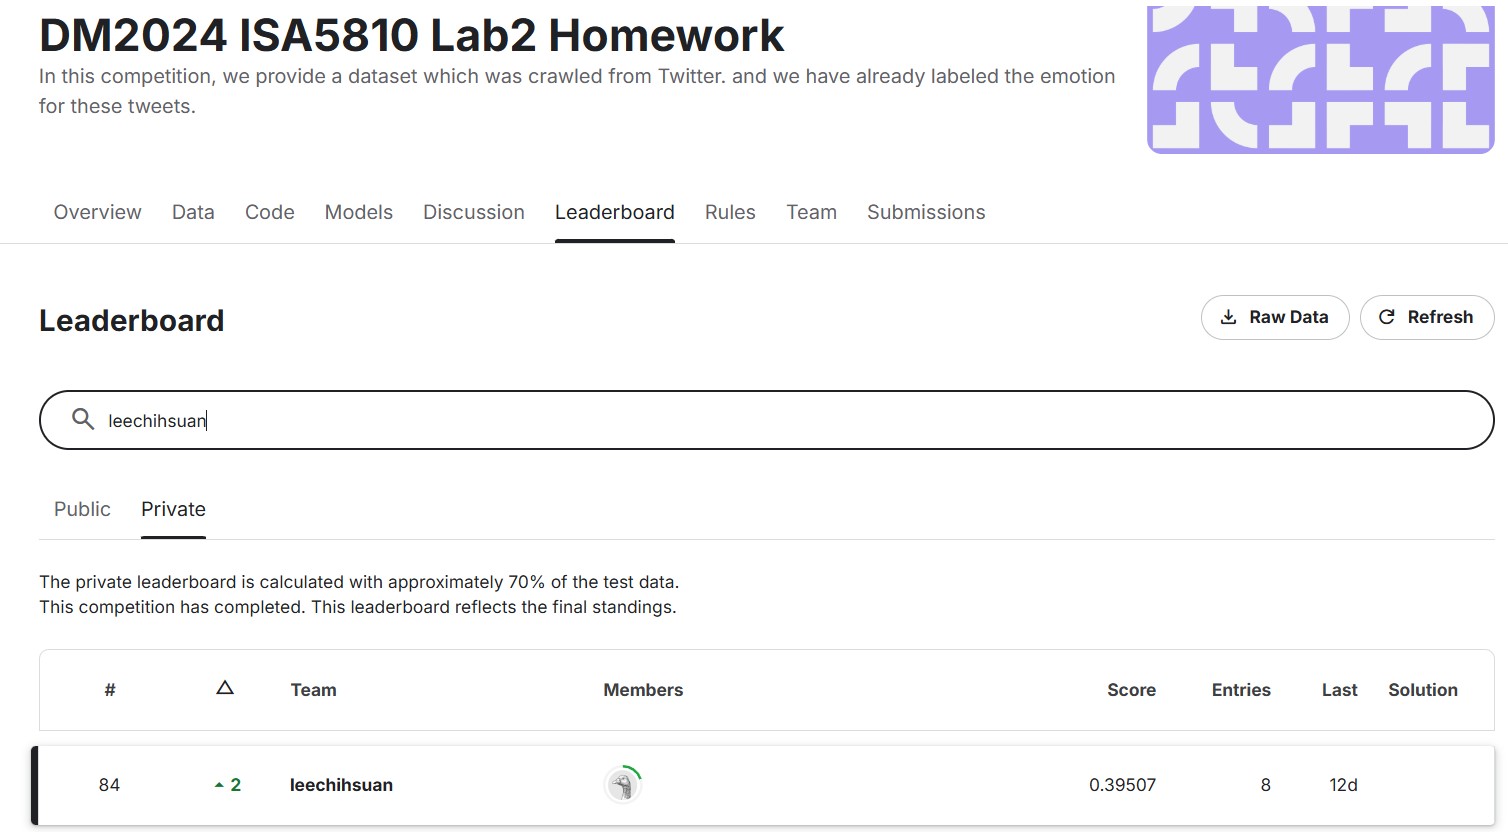 DM2024 ISA5810 Lab2 Homework
In this competition, we provide a dataset which was crawled from Twitter. and we have already labeled the emotion
for these tweets.
Overview Data Code Models Discussion Leaderboard Rules Team Submissions
Leaderboard
Raw Data Refresh
leechihsuan
Public Private
The private leaderboard is calculated with approximately 70% of the test data.
This competition has completed. This leaderboard reflects the final standings.
# △ Team Members Score Entries Last Solution
84 2 leechihsuan 0.39507 8 12d